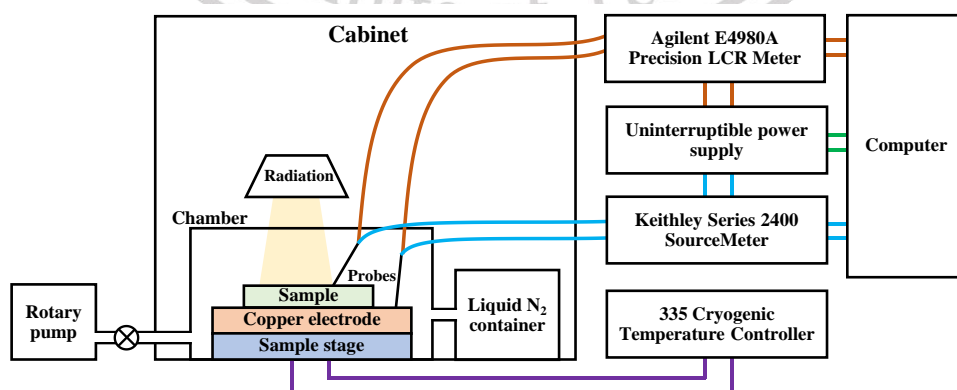 Cabinet
Agilent E4980A
Precision LCR Meter
Uninterruptible power
supply
Computer
Radiation
Chamber
Keithley Series 2400
SourceMeter
Probes
Sample
Rotary
pump
Copper electrode
Sample stage
Liquid N₂
container
335 Cryogenic
Temperature Controller